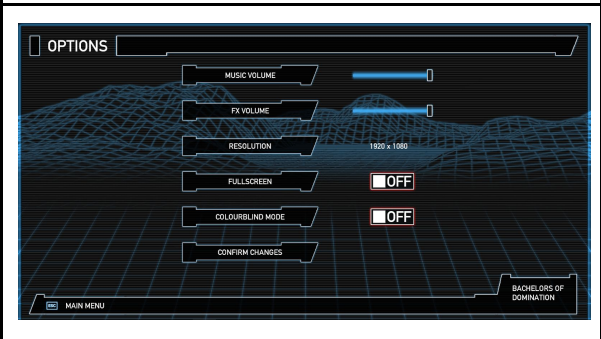 OPTIONS
MUSIC VOLUME
FX VOLUME
RESOLUTION
1920 x 1080
FULLSCREEN
OFF
COLOURBLIND MODE
OFF
CONFIRM CHANGES
ESC
MAIN MENU
BACHELORS OF
DOMINATION